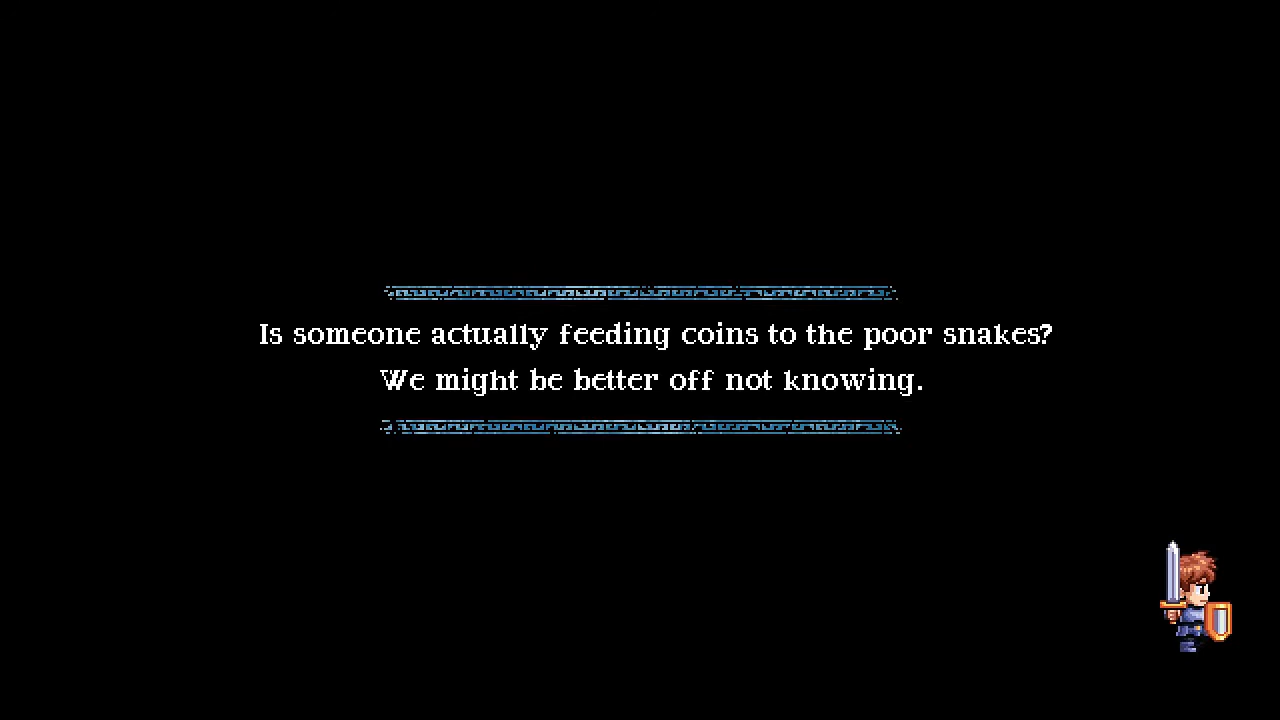 Is someone actually feeding coins to the poor snakes?
We might be better off not knowing.